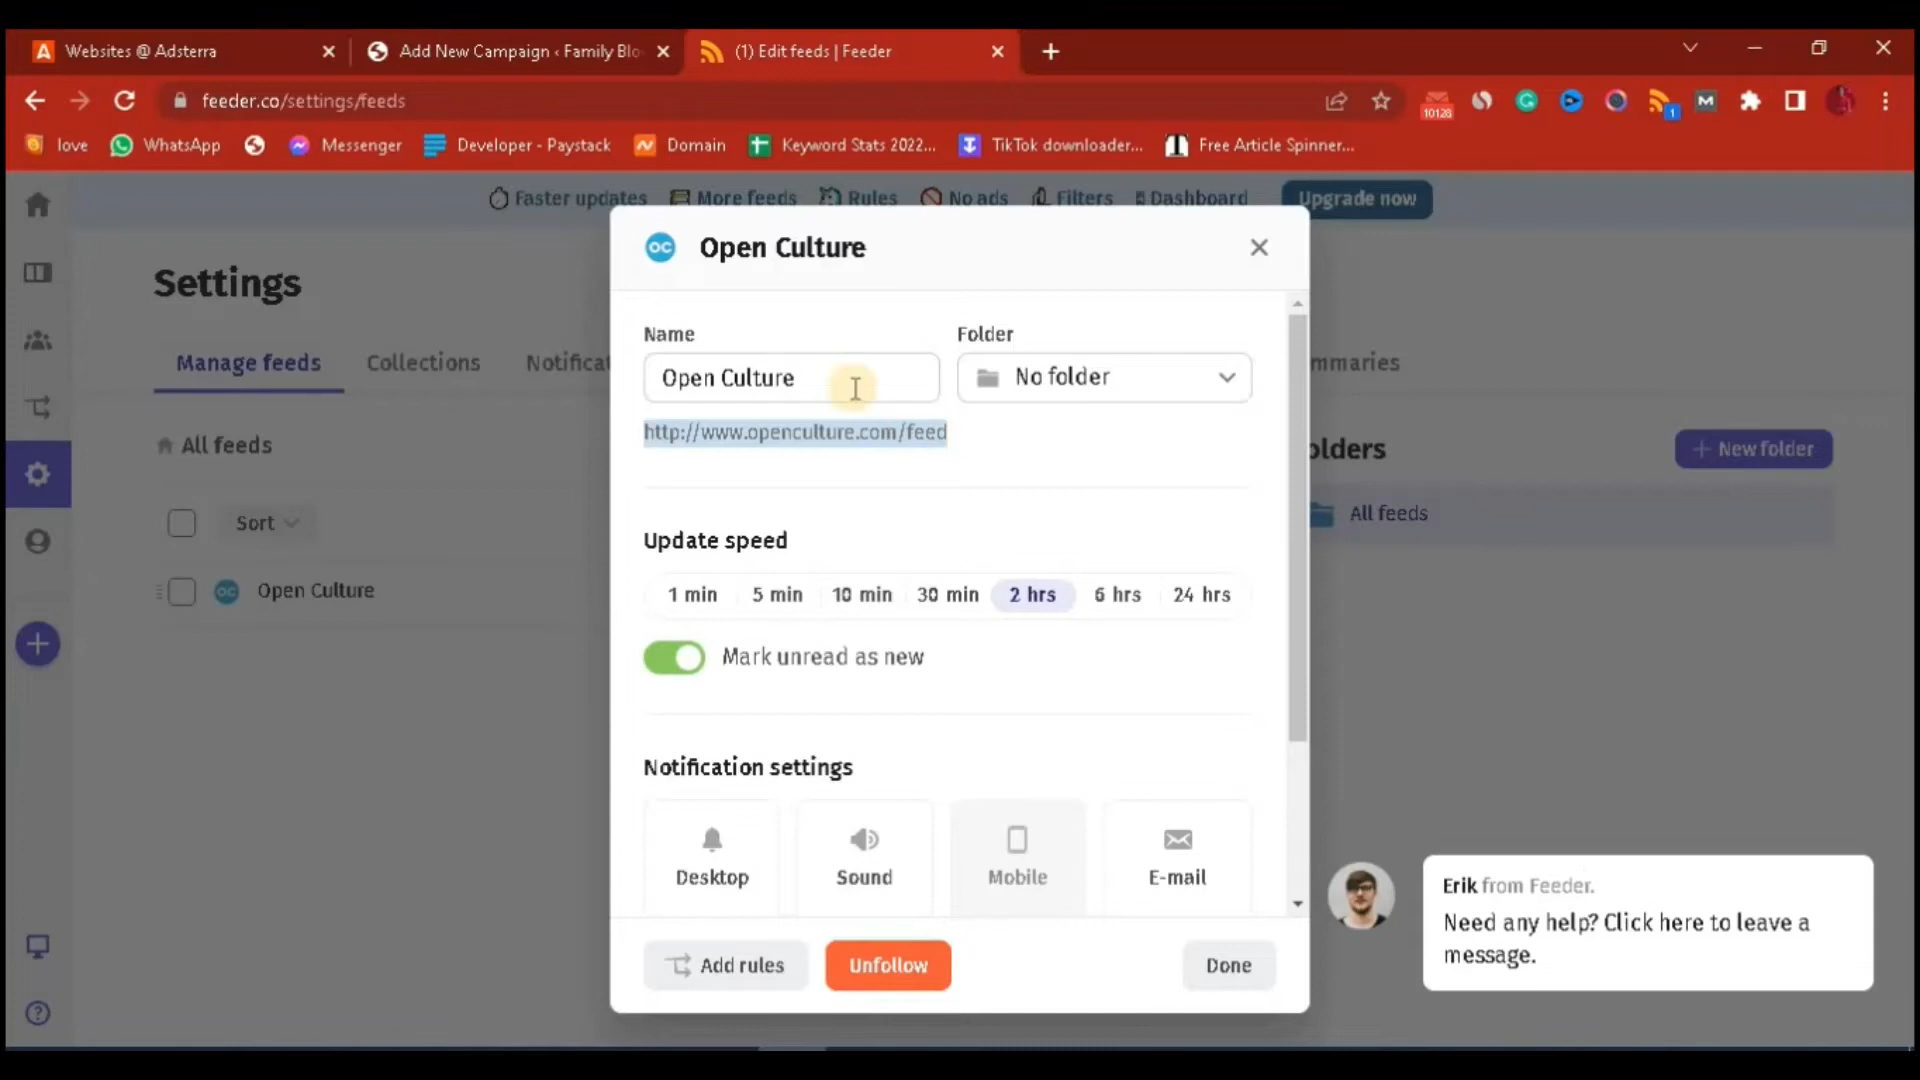 Websites @ Adsterra
Add New Campaign ‹ Family Blo
(1) Edit feeds | Feeder
feeder.co/settings/feeds
10128
1
M
love
WhatsApp
Messenger
Developer - Paystack
Domain
Keyword Stats 2022...
TikTok downloader...
Free Article Spinner...
Faster updates
More feeds
Rules
No ads
Filters
Dashboard
Upgrade now
Settings
Manage feeds
Collections
Notificat
mmaries
All feeds
Sort
OC Open Culture
olders
New folder
All feeds
OC Open Culture
Name
Folder
Open Culture
No folder
http://www.openculture.com/feed
Update speed
1 min
5 min
10 min
30 min
2 hrs
6 hrs
24 hrs
Mark unread as new
Notification settings
Desktop
Sound
Mobile
E-mail
Add rules
Unfollow
Done
Erik from Feeder.
Need any help? Click here to leave a
message.